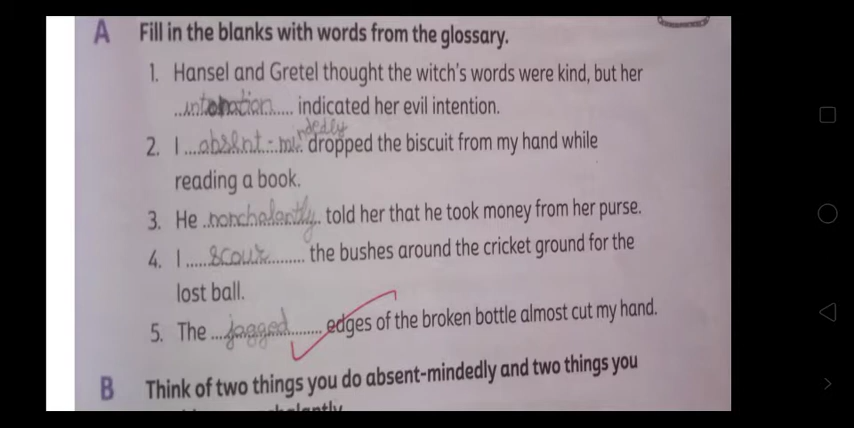 A Fill in the blanks with words from the glossary.
1. Hansel and Gretel thought the witch's words were kind, but her
...intonation..... indicated her evil intention.
2. I ...absent-mindedly dropped the biscuit from my hand while
reading a book.
3. He ..nonchalantly.. told her that he took money from her purse.
4. I .....scour......... the bushes around the cricket ground for the
lost ball.
5. The ...jagged........ edges of the broken bottle almost cut my hand.
B Think of two things you do absent-mindedly and two things you